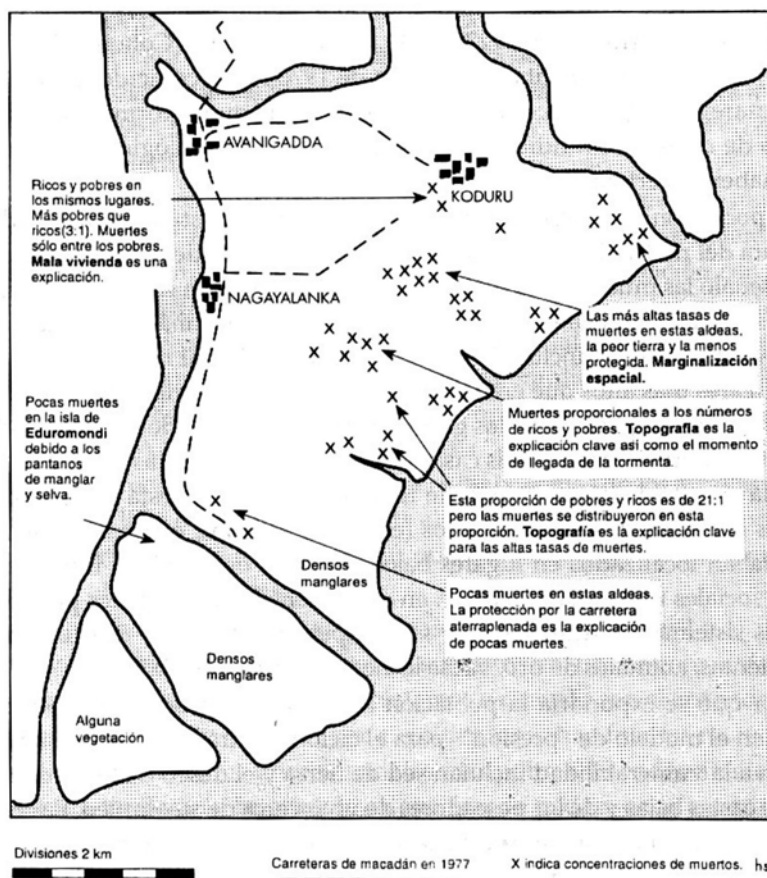 AVANIGADDA
Ricos y pobres en
los mismos lugares.
Más pobres que
ricos(3:1). Muertes
sólo entre los pobres.
Mala vivienda es una
explicación.
KODURU
NAGAYALANKA
Las más altas tasas de
muertes en estas aldeas,
la peor tierra y la menos
protegida. Marginalización
espacial.
Pocas muertes
en la isla de
Eduromondi
debido a los
pantanos
de manglar
y selva.
Muertes proporcionales a los números
de ricos y pobres. Topografía es la
explicación clave así como el momento
de llegada de la tormenta.
Esta proporción de pobres y ricos es de 21:1
pero las muertes se distribuyeron en esta
proporción. Topografía es la explicación clave
para las altas tasas de muertes.
Densos
manglares
Pocas muertes en estas aldeas.
La protección por la carretera
aterraplenada es la explicación
de pocas muertes.
Densos
manglares
Alguna
vegetación
Divisiones 2 km
Carreteras de macadán en 1977
X indica concentraciones de muertos.
hs